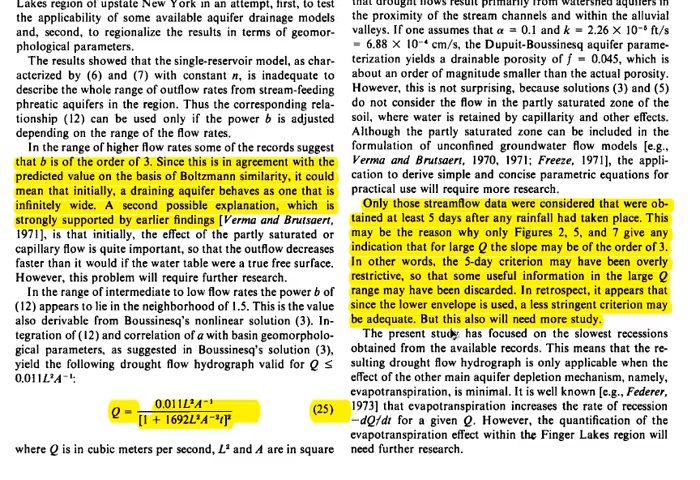 Lakes region of upstate New York in an attempt, first, to test
the applicability of some available aquifer drainage models
and, second, to regionalize the results in terms of geomor-
phological parameters.
The results showed that the single-reservoir model, as char-
acterized by (6) and (7) with constant n, is inadequate to
describe the whole range of outflow rates from stream-feeding
phreatic aquifers in the region. Thus the corresponding rela-
tionship (12) can be used only if the power b is adjusted
depending on the range of the flow rates.
In the range of higher flow rates some of the records suggest
that b is of the order of 3. Since this is in agreement with the
predicted value on the basis of Boltzmann similarity, it could
mean that initially, a draining aquifer behaves as one that is
infinitely wide. A second possible explanation, which is
strongly supported by earlier findings [Verma and Brutsaert,
1971], is that initially, the effect of the partly saturated or
capillary flow is quite important, so that the outflow decreases
faster than it would if the water table were a true free surface.
However, this problem will require further research.
In the range of intermediate to low flow rates the power b of
(12) appears to lie in the neighborhood of 1.5. This is the value
also derivable from Boussinesq's nonlinear solution (3). In-
tegration of (12) and correlation of a with basin geomorpholo-
gical parameters, as suggested in Boussinesq's solution (3),
yield the following drought flow hydrograph valid for Q ≤
0.011L²A⁻¹:
Q = 0.011L²A⁻¹ / [1 + 1692L²A⁻²t]² (25)
where Q is in cubic meters per second, L² and A are in square
that drought flows result primarily from watershed aquifers in
the proximity of the stream channels and within the alluvial
valleys. If one assumes that α = 0.1 and k = 2.26 × 10⁻⁵ ft/s
= 6.88 × 10⁻⁴ cm/s, the Dupuit-Boussinesq aquifer parame-
terization yields a drainable porosity of f = 0.045, which is
about an order of magnitude smaller than the actual porosity.
However, this is not surprising, because solutions (3) and (5)
do not consider the flow in the partly saturated zone of the
soil, where water is retained by capillarity and other effects.
Although the partly saturated zone can be included in the
formulation of unconfined groundwater flow models [e.g.,
Verma and Brutsaert, 1970, 1971; Freeze, 1971], the appli-
cation to derive simple and concise parametric equations for
practical use will require more research.
Only those streamflow data were considered that were ob-
tained at least 5 days after any rainfall had taken place. This
may be the reason why only Figures 2, 5, and 7 give any
indication that for large Q the slope may be of the order of 3.
In other words, the 5-day criterion may have been overly
restrictive, so that some useful information in the large Q
range may have been discarded. In retrospect, it appears that
since the lower envelope is used, a less stringent criterion may
be adequate. But this also will need more study.
The present study has focused on the slowest recessions
obtained from the available records. This means that the re-
sulting drought flow hydrograph is only applicable when the
effect of the other main aquifer depletion mechanism, namely,
evapotranspiration, is minimal. It is well known [e.g., Federer,
1973] that evapotranspiration increases the rate of recession
−dQ/dt for a given Q. However, the quantification of the
evapotranspiration effect within the Finger Lakes region will
need further research.